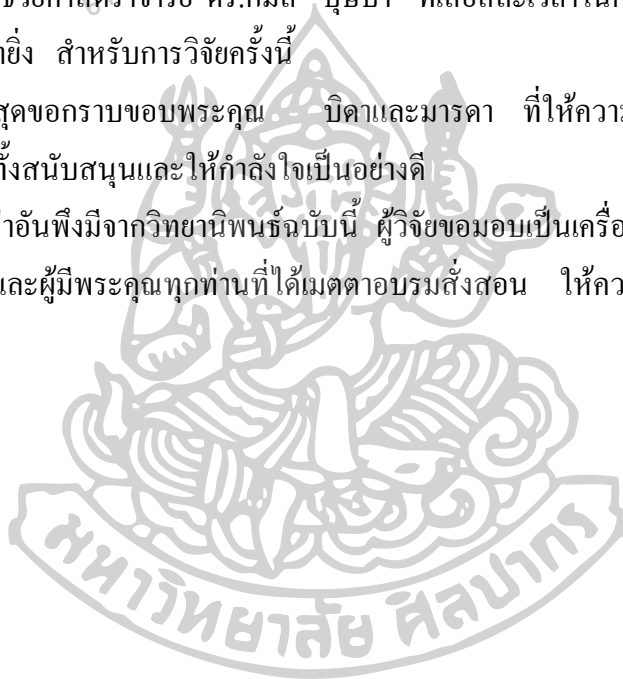 บุษบา
ยิ่ง สำหรับการวิจัยครั้งนี้
สุดขอกราบขอบพระคุณ บิดาและมารดา ที่ให้ความ
ทั้งสนับสนุนและให้กำลังใจเป็นอย่างดี
อันพึงมีจากวิทยานิพนธ์ฉบับนี้ ผู้วิจัยขอมอบเป็นเครื่อ
และผู้มีพระคุณทุกท่านที่ได้เมตตาอบรมสั่งสอน ให้คว
มหาวิทยาลัย ศิลปากร